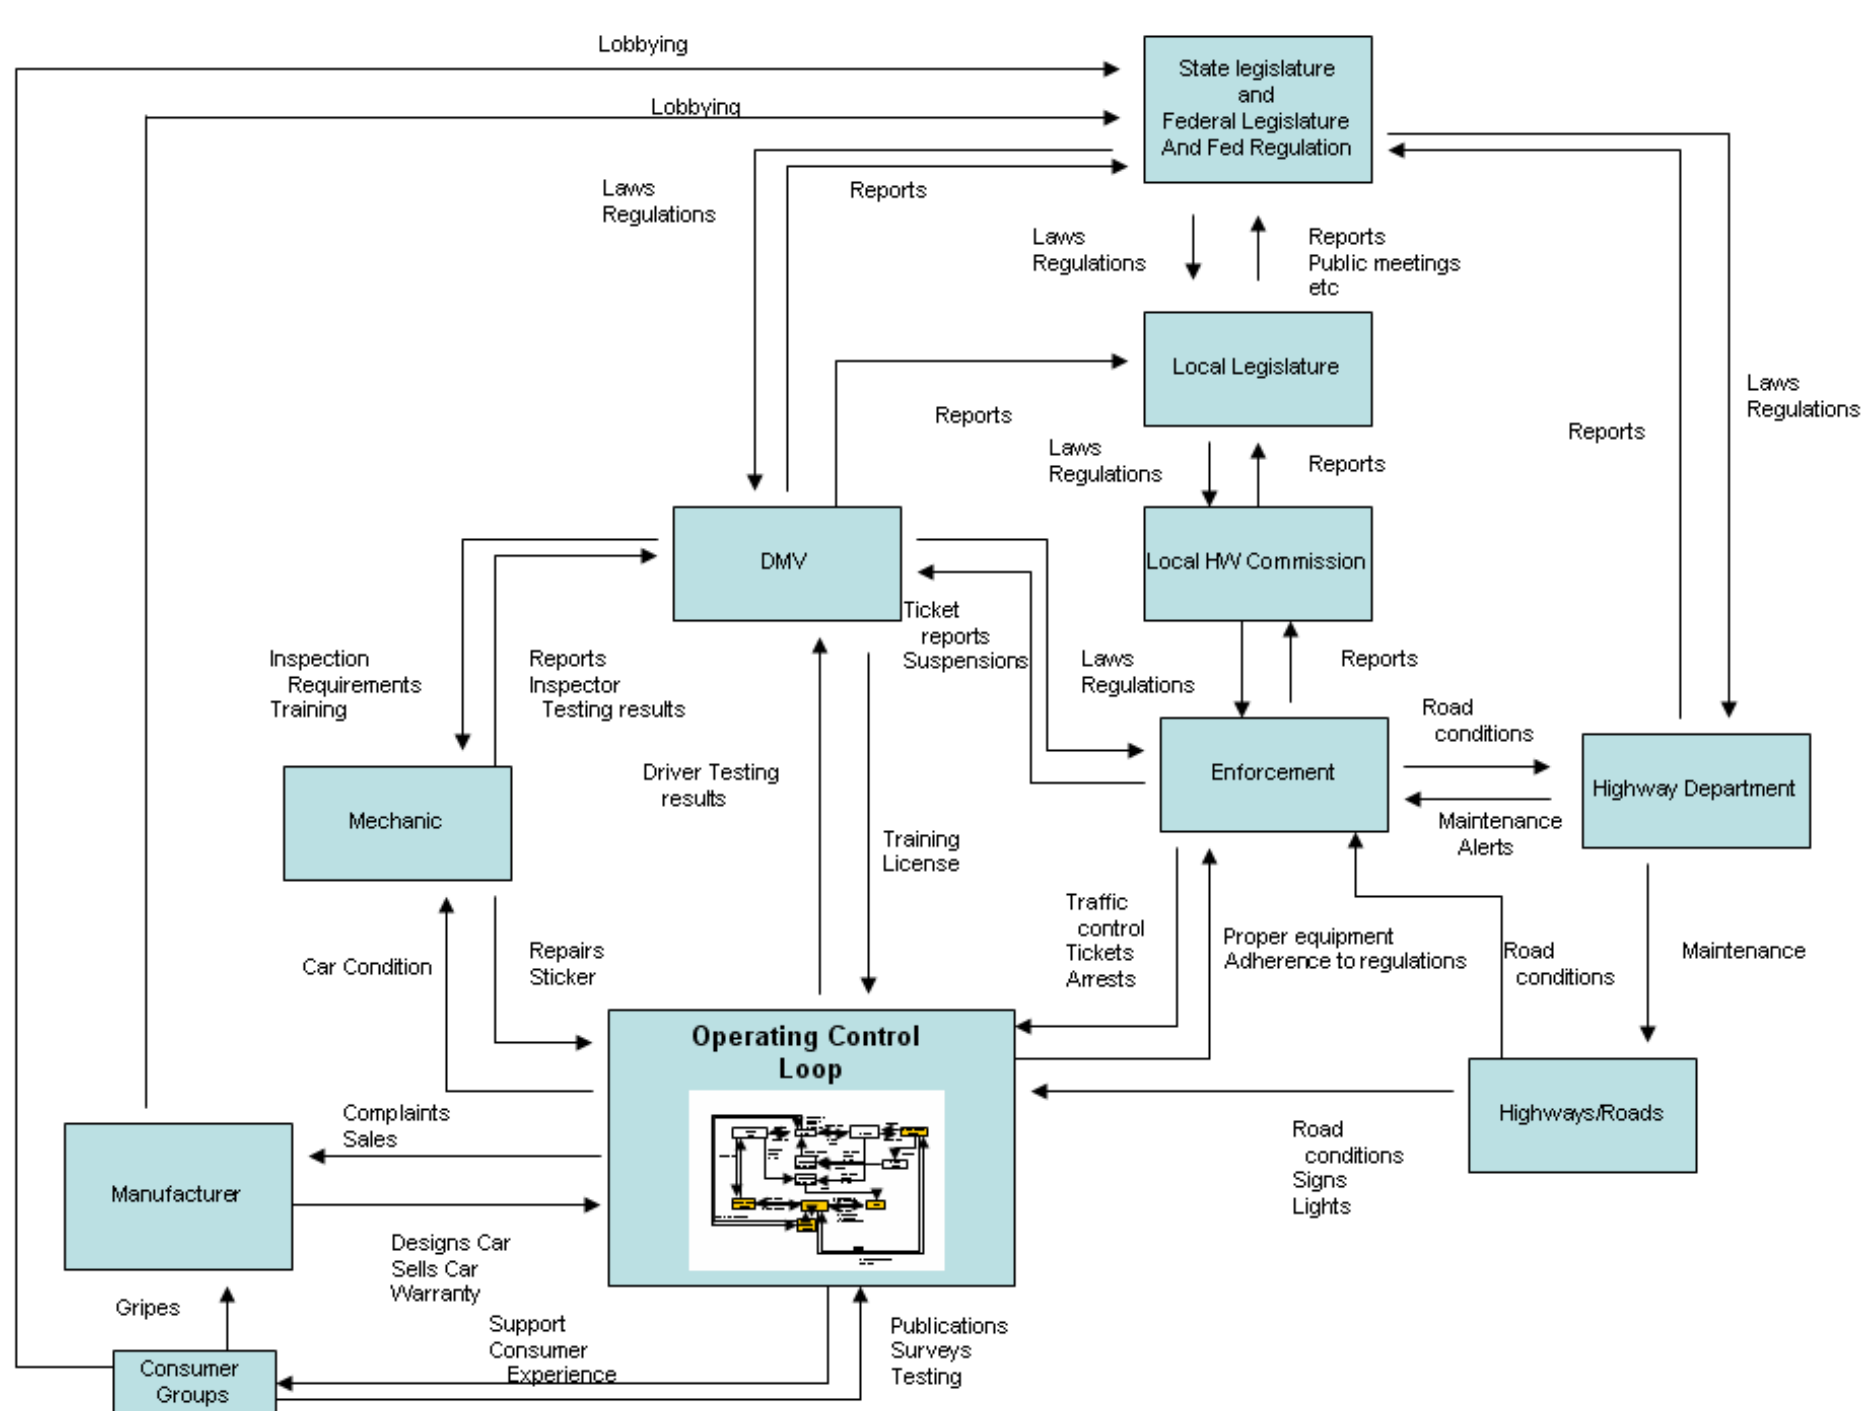 Lobbying
Lobbying
State legislature
and
Federal Legislature
And Fed Regulation
Laws
Regulations
Reports
Laws
Regulations
Reports
Public meetings
etc
Local Legislature
Reports
Laws
Regulations
Reports
Reports
Laws
Regulations
DMV
Local HW Commission
Ticket
reports
Suspensions
Laws
Regulations
Reports
Inspection
Requirements
Training
Reports
Inspector
Testing results
Road
conditions
Enforcement
Highway Department
Maintenance
Alerts
Mechanic
Driver Testing
results
Training
License
Traffic
control
Tickets
Arrests
Proper equipment
Adherence to regulations
Road
conditions
Maintenance
Car Condition
Repairs
Sticker
Operating Control
Loop
Highways/Roads
Road
conditions
Signs
Lights
Complaints
Sales
Manufacturer
Designs Car
Sells Car
Warranty
Gripes
Support
Consumer
Experience
Publications
Surveys
Testing
Consumer
Groups